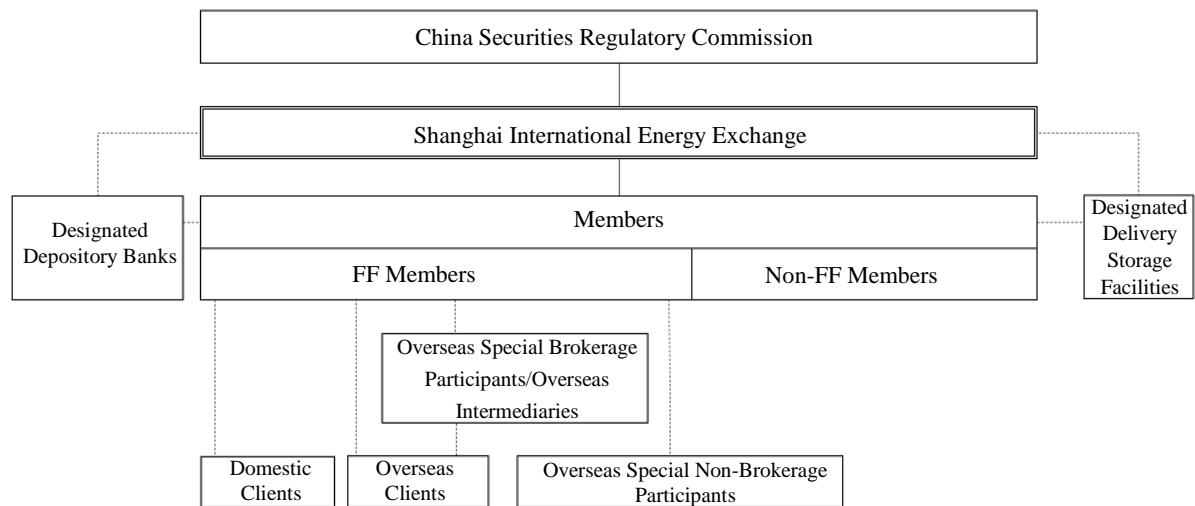 China Securities Regulatory Commission
Shanghai International Energy Exchange
Designated
Depository Banks
Members
Designated
Delivery
Storage
Facilities
FF Members
Non-FF Members
Overseas Special Brokerage
Participants/Overseas
Intermediaries
Domestic
Clients
Overseas
Clients
Overseas Special Non-Brokerage
Participants